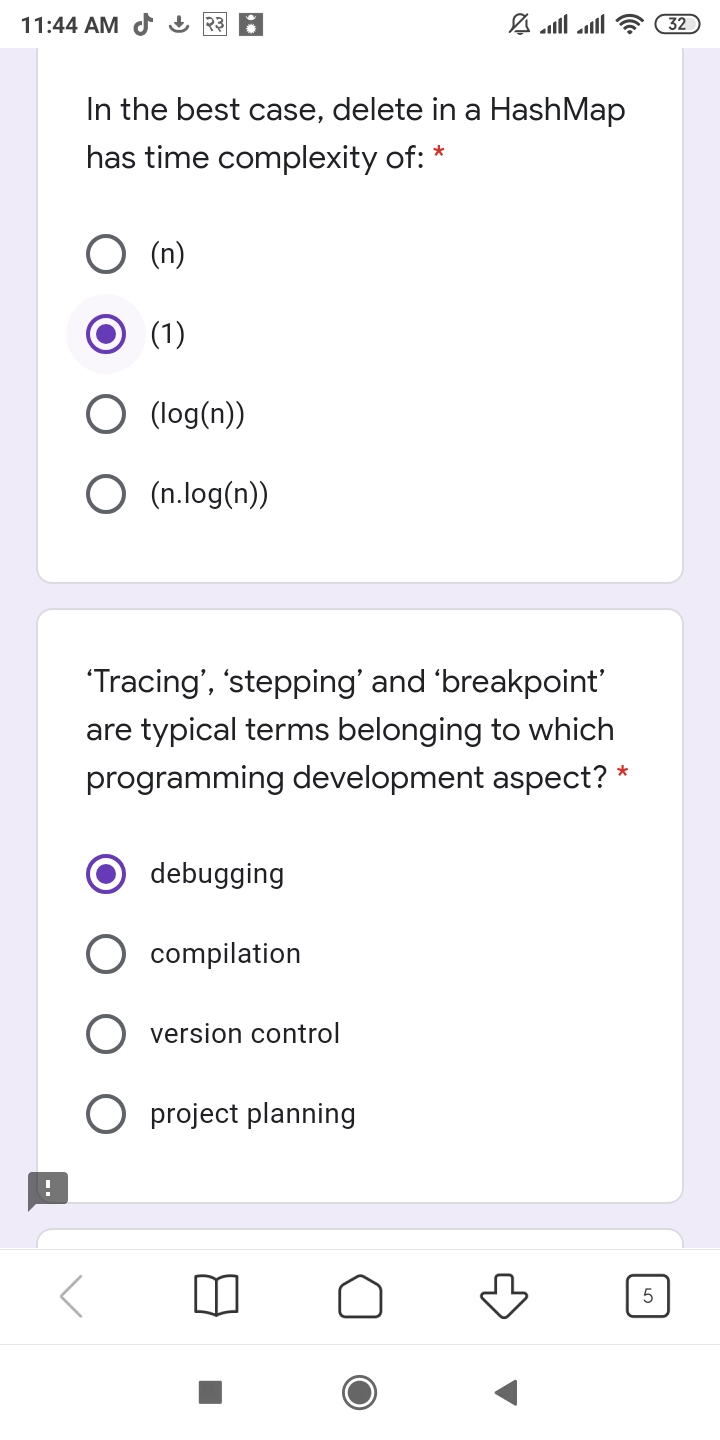 11:44 AM २३ 32
In the best case, delete in a HashMap
has time complexity of: *
(n)
(1)
(log(n))
(n.log(n))
‘Tracing’, ‘stepping’ and ‘breakpoint’
are typical terms belonging to which
programming development aspect? *
debugging
compilation
version control
project planning
!
5